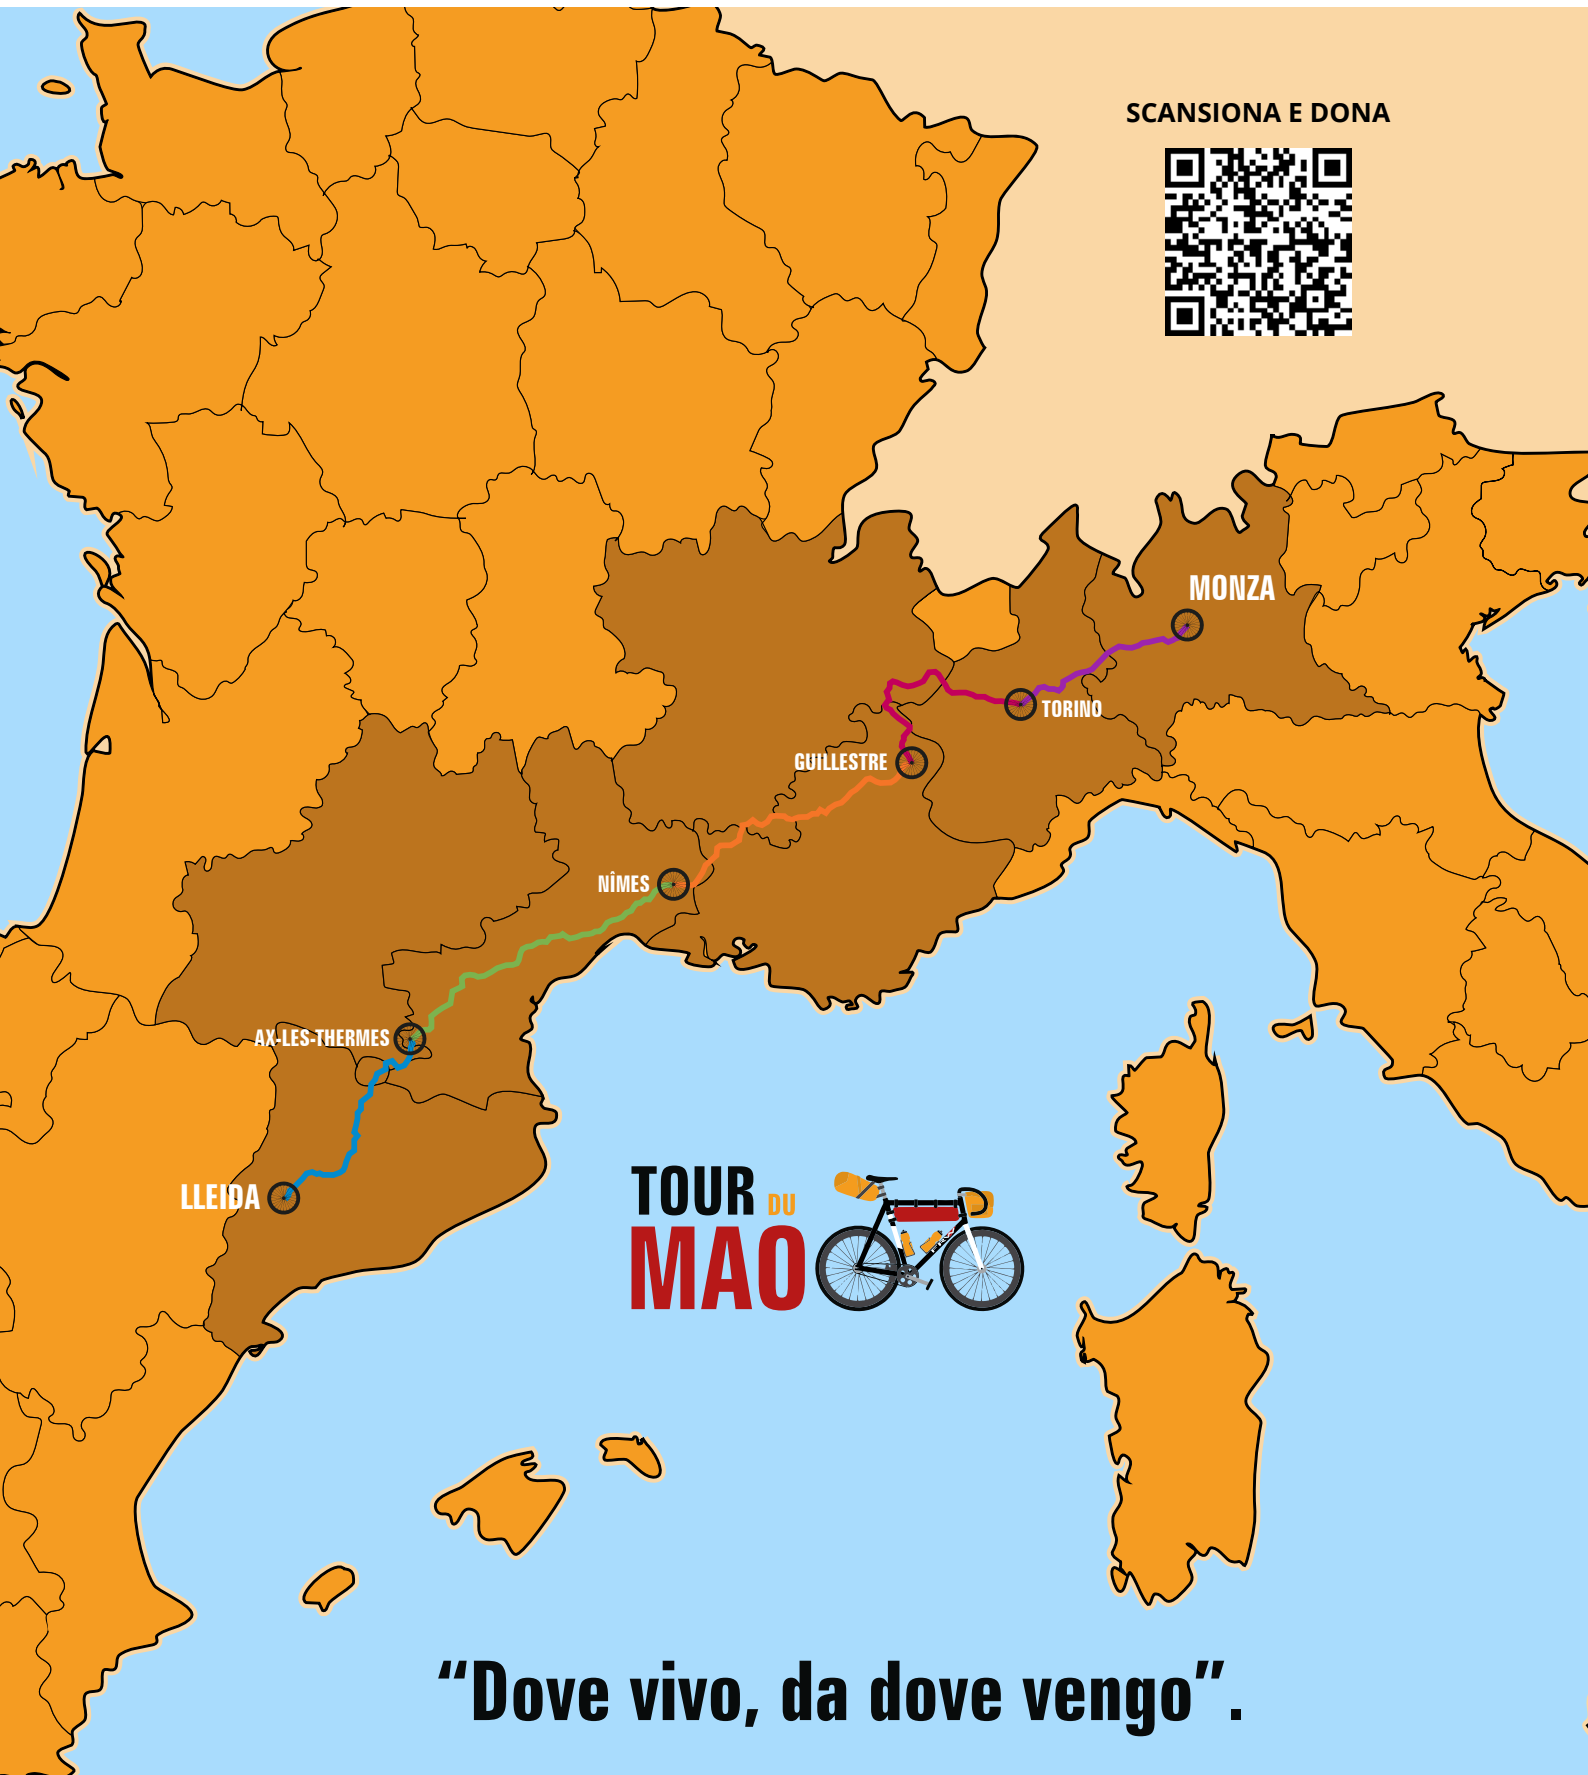 SCANSIONA E DONA
MONZA
TORINO
GUILLESTRE
NÎMES
AX-LES-THERMES
LLEIDA
TOUR DU
MAO
“Dove vivo, da dove vengo”.